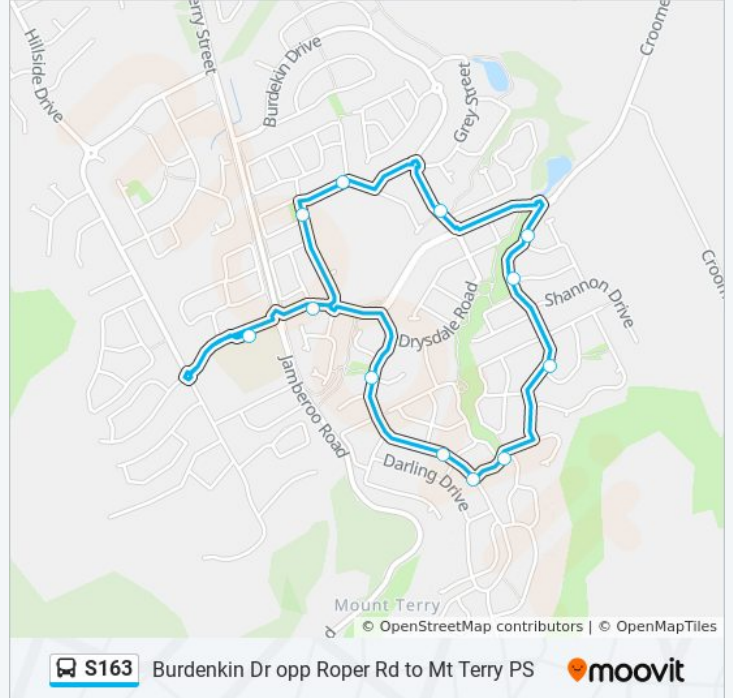 Hillside Drive
erry Street
Burdekin Drive
Grey Street
Croome
Croom
Shannon Drive
Drysdale Road
Jamberoo Road
Darling Drive
Mount Terry
d
© OpenStreetMap contributors | © OpenMapTiles
S163 Burdenkin Dr opp Roper Rd to Mt Terry PS moovit